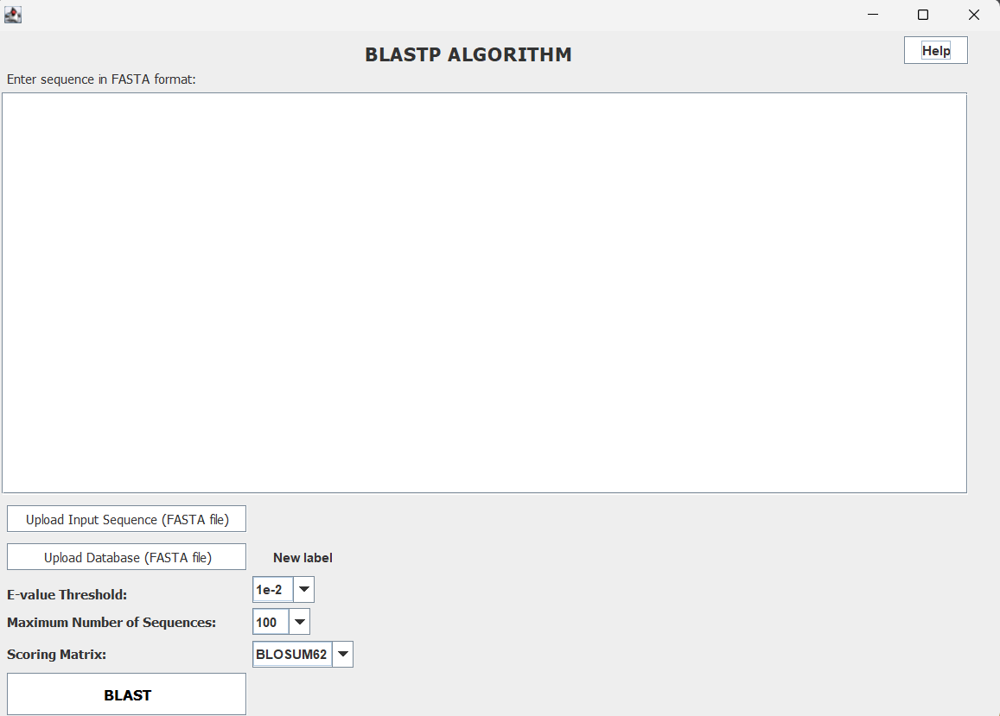 BLASTP ALGORITHM
Help
Enter sequence in FASTA format:
Upload Input Sequence (FASTA file)
Upload Database (FASTA file) New label
E-value Threshold: 1e-2
Maximum Number of Sequences: 100
Scoring Matrix: BLOSUM62
BLAST